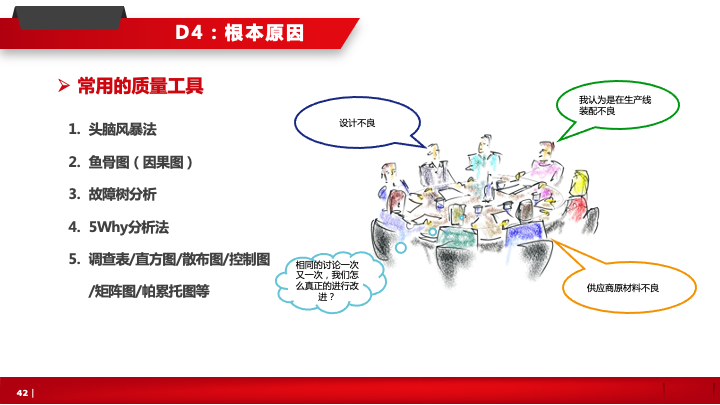 D4：根本原因
➢ 常用的质量工具
1. 头脑风暴法
2. 鱼骨图（因果图）
3. 故障树分析
4. 5Why分析法
5. 调查表/直方图/散布图/控制图
/矩阵图/帕累托图等
设计不良
我认为是在生产线
装配不良
相同的讨论一次
又一次，我们怎
么真正的进行改
进？
供应商原材料不良
42 |